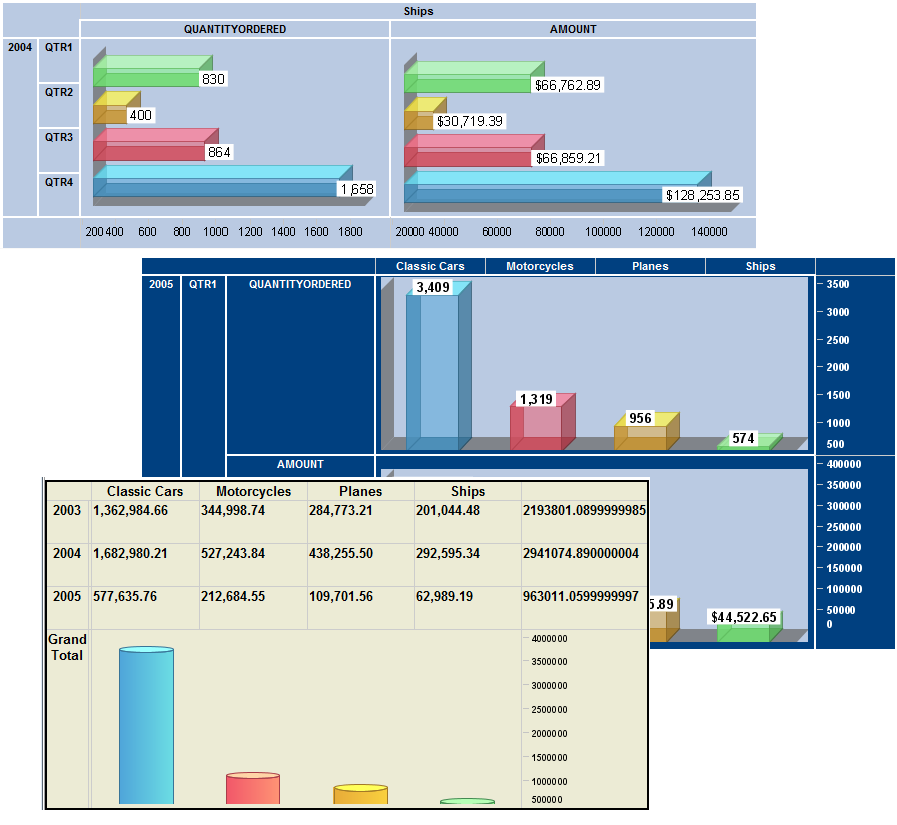 Ships
QUANTITYORDERED AMOUNT
2004 QTR1
830 $66,762.89
QTR2
400 $30,719.39
QTR3
864 $66,859.21
QTR4
1,658 $128,253.85
200 400 600 800 1000 1200 1400 1600 1800 20000 40000 60000 80000 100000 120000 140000
Classic Cars Motorcycles Planes Ships
2005 QTR1 QUANTITYORDERED
3,409 1,319 956 574
3500
3000
2500
2000
1500
1000
500
AMOUNT
400000
350000
300000
250000
200000
150000
100000
50000
0
5.89 $44,522.65
Classic Cars Motorcycles Planes Ships
2003 1,362,984.66 344,998.74 284,773.21 201,044.48 2193801.0899999985
2004 1,682,980.21 527,243.84 438,255.50 292,595.34 2941074.890000004
2005 577,635.76 212,684.55 109,701.56 62,989.19 963011.0599999997
Grand
Total
4000000
3500000
3000000
2500000
2000000
1500000
1000000
500000